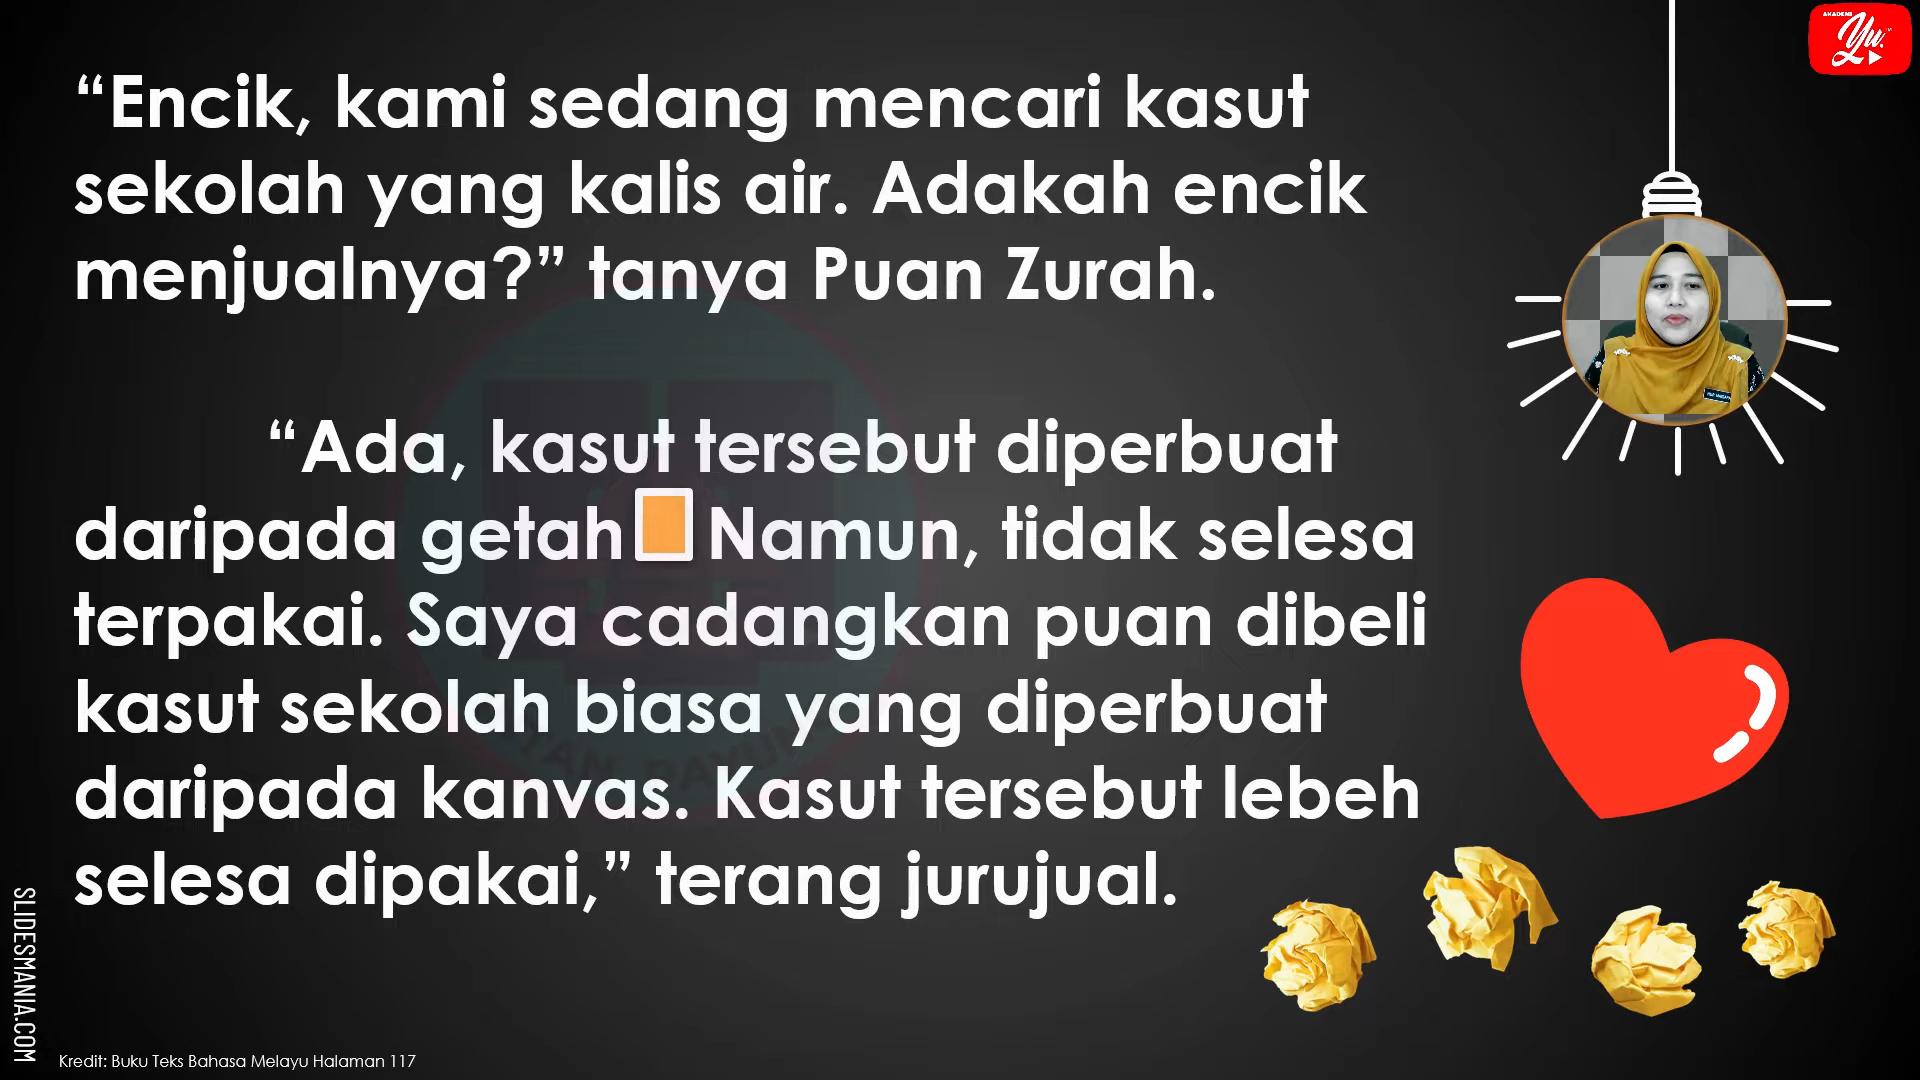 AKADEMI
Yu.
“Encik, kami sedang mencari kasut
sekolah yang kalis air. Adakah encik
menjualnya?” tanya Puan Zurah.
“Ada, kasut tersebut diperbuat
daripada getah Namun, tidak selesa
terpakai. Saya cadangkan puan dibeli
kasut sekolah biasa yang diperbuat
daripada kanvas. Kasut tersebut lebeh
selesa dipakai,” terang jurujual.
SLIDESMANIA.COM
Kredit: Buku Teks Bahasa Melayu Halaman 117